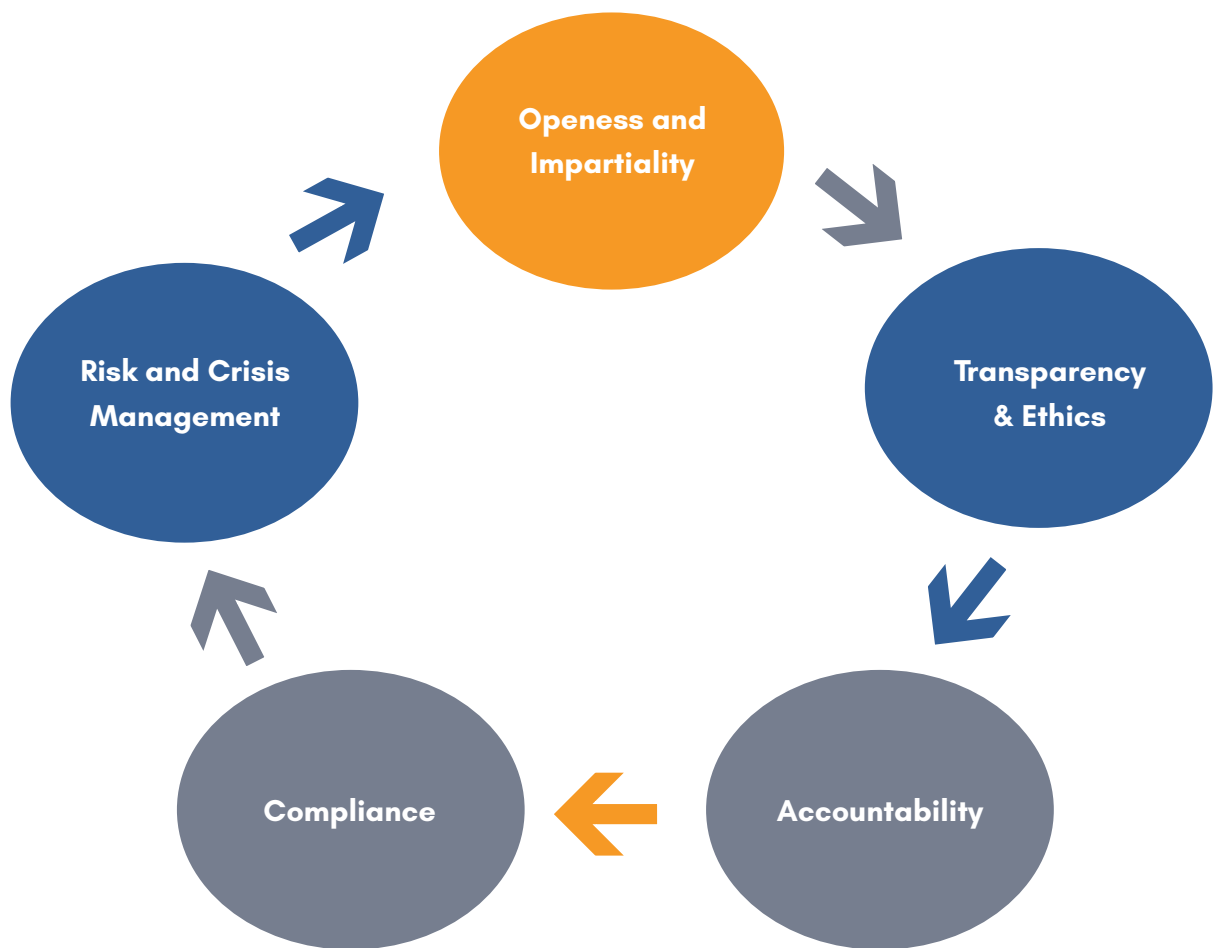 Openess and
Impartiality
Transparency
& Ethics
Accountability
Compliance
Risk and Crisis
Management